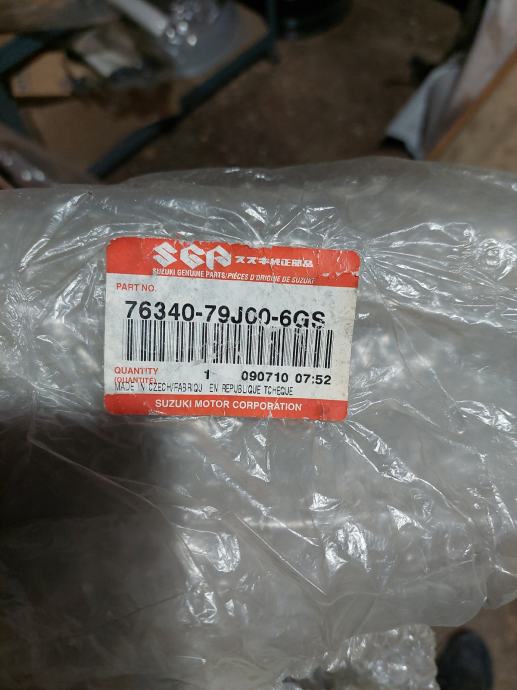 SGP スズキ純正部品
SUZUKI GENUINE PARTS/PIÈCES D'ORIGINE DE SUZUKI
PART NO.
76340-79J00-6GS
QUANTITY 1 090710 07:52
(QUANTITÉ)
MADE IN CZECH/FABRIQU EN REPUBLIQUE TCHEQUE
SUZUKI MOTOR CORPORATION